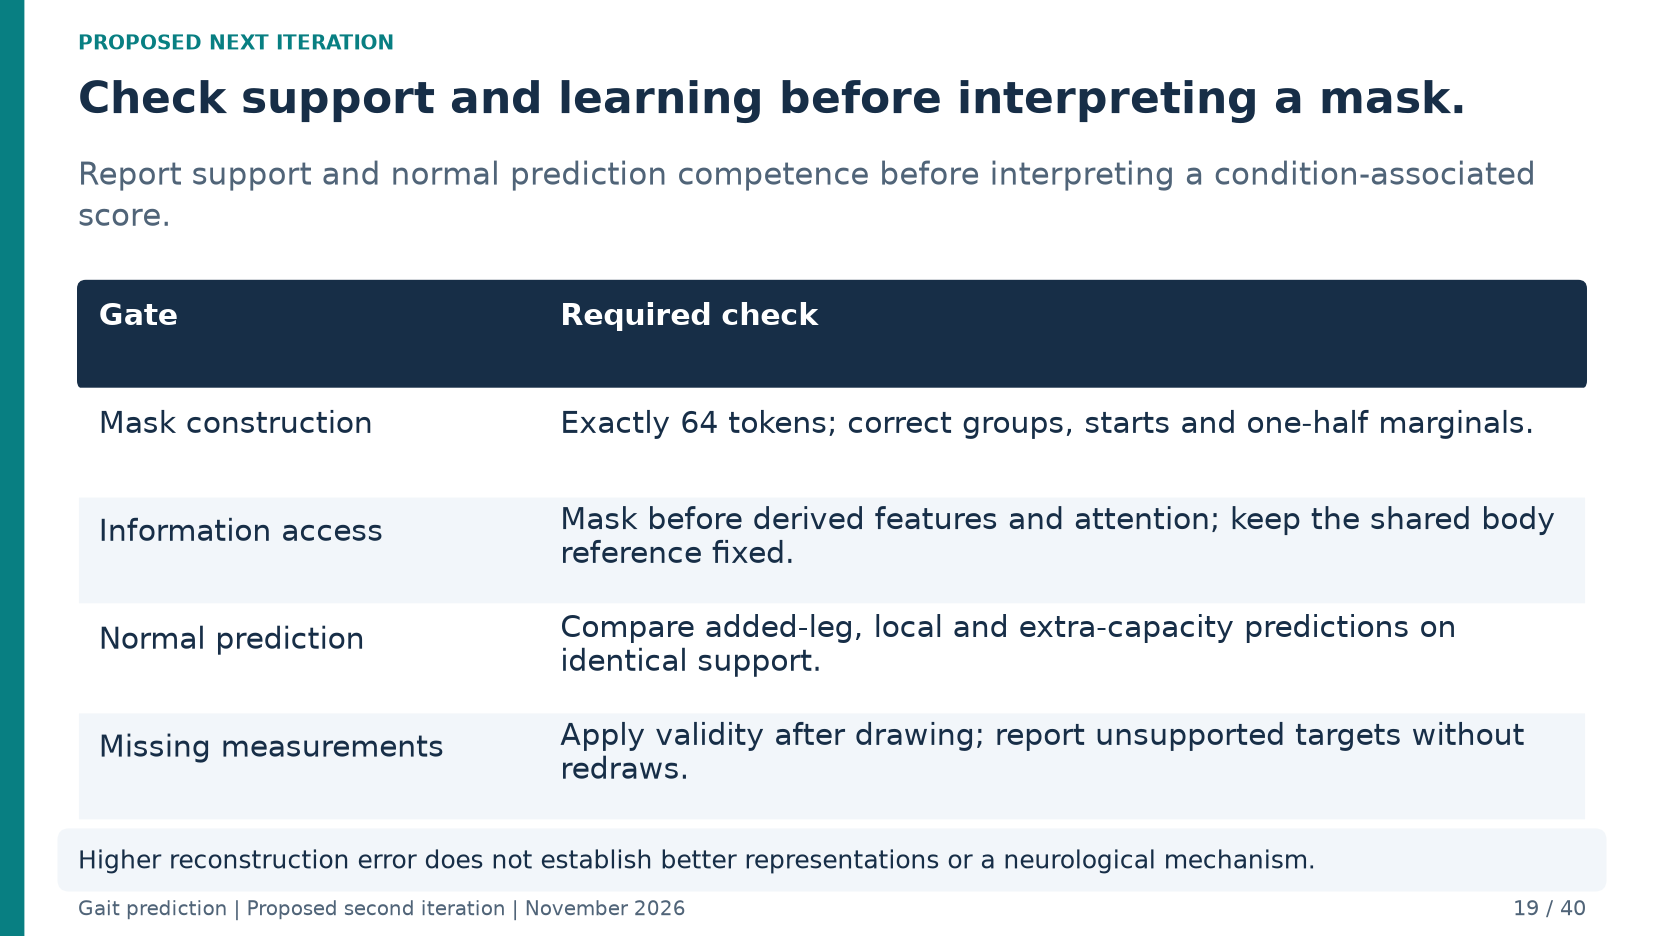 PROPOSED NEXT ITERATION
Check support and learning before interpreting a mask.
Report support and normal prediction competence before interpreting a condition-associated
score.
Gate
Required check
Mask construction
Exactly 64 tokens; correct groups, starts and one-half marginals.
Information access
Mask before derived features and attention; keep the shared body
reference fixed.
Normal prediction
Compare added-leg, local and extra-capacity predictions on
identical support.
Missing measurements
Apply validity after drawing; report unsupported targets without
redraws.
Higher reconstruction error does not establish better representations or a neurological mechanism.
Gait prediction | Proposed second iteration | November 2026
19 / 40